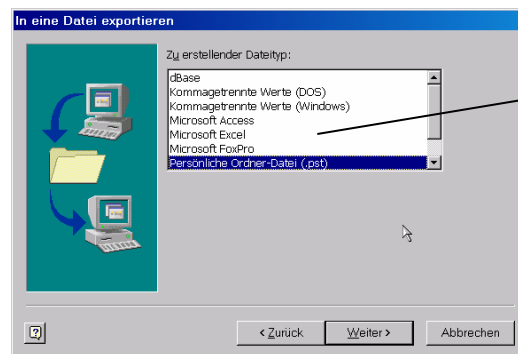 In eine Datei exportieren
Zu erstellender Dateityp:
dBase
Kommagetrennte Werte (DOS)
Kommagetrennte Werte (Windows)
Microsoft Access
Microsoft Excel
Microsoft FoxPro
Persönliche Ordner-Datei (.pst)
?
< Zurück
Weiter >
Abbrechen